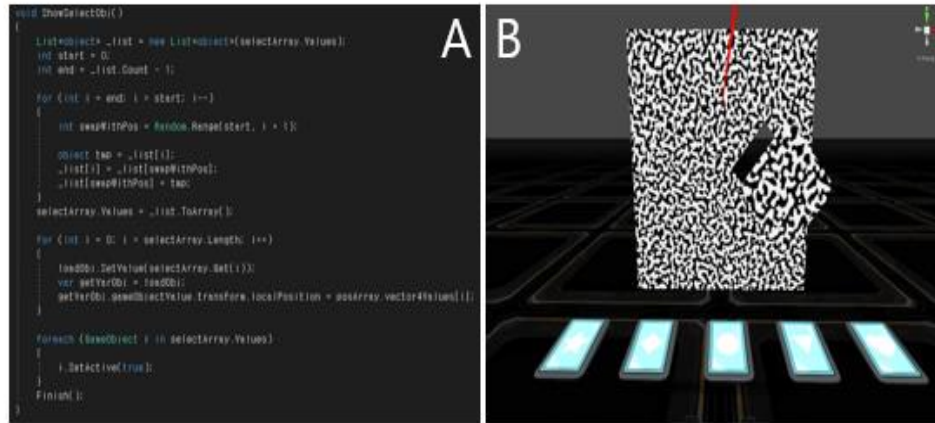 void ShowSelectObj()
{
List<object> _list = new List<object>(selectArray.Values);
int start = 0;
int end = _list.Count - 1;
for (int i = end; i > start; i--)
{
int swapWithPos = Random.Range(start, i + 1);
object tmp = _list[i];
_list[i] = _list[swapWithPos];
_list[swapWithPos] = tmp;
}
selectArray.Values = _list.ToArray();
for (int i = 0; i < selectArray.Length; i++)
{
loadObj.SetValue(selectArray.Get(i));
var getVarObj = loadObj;
getVarObj.gameObjectValue.transform.localPosition = posArray.vector4Values[i];
}
foreach (GameObject i in selectArray.Values)
{
i.SetActive(true);
}
Finish();
}
A
B